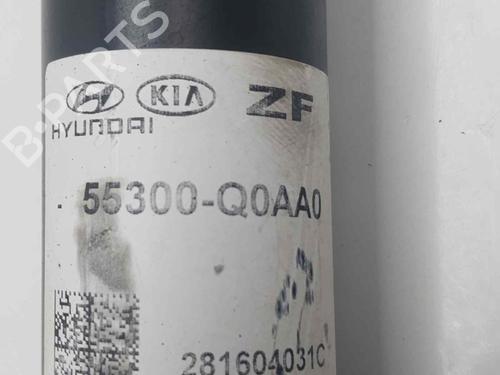 B-PARTS
KIA ZF
HYUNDAI
55300-Q0AA0
281604031C